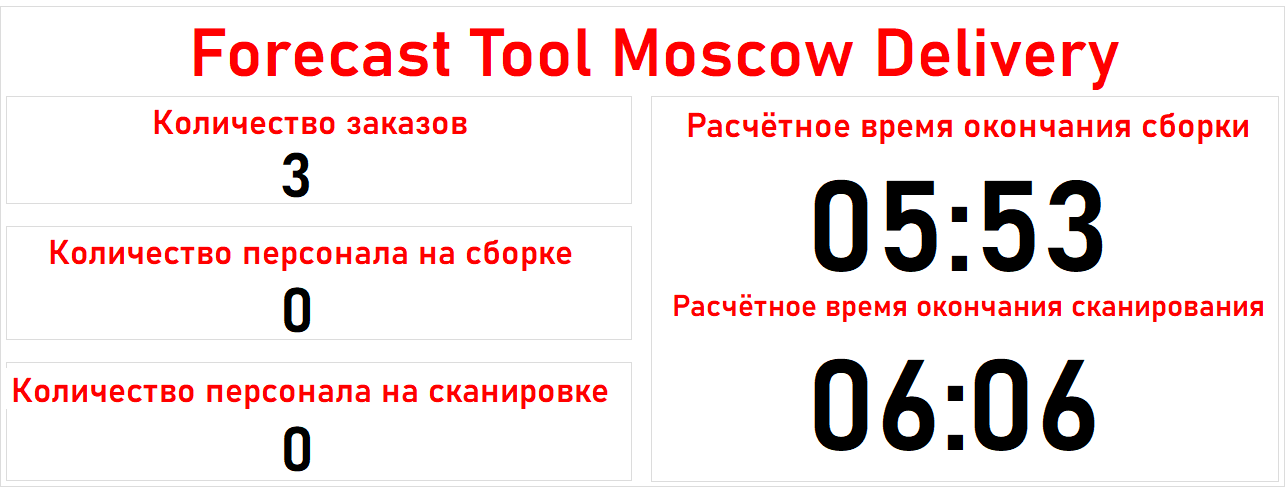 Forecast Tool Moscow Delivery
Количество заказов
3
Количество персонала на сборке
0
Количество персонала на сканировке
0
Расчётное время окончания сборки
05:53
Расчётное время окончания сканирования
06:06